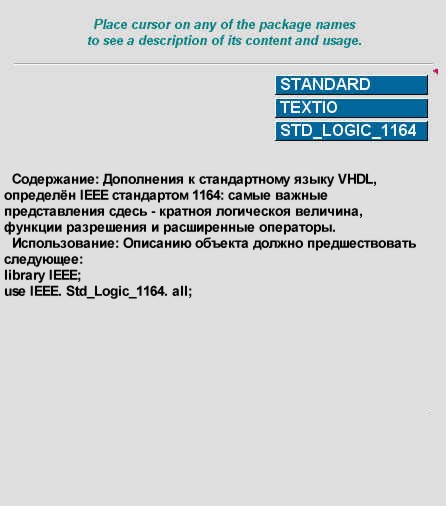 Place cursor on any of the package names
to see a description of its content and usage.
STANDARD
TEXTIO
STD_LOGIC_1164
Содержание: Дополнения к стандартному языку VHDL,
определён IEEE стандартом 1164: самые важные
представления сдесь - кратноя логическоя величина,
функции разрешения и расширенные операторы.
Использование: Описанию объекта должно предшествовать
следующее:
library IEEE;
use IEEE. Std_Logic_1164. all;